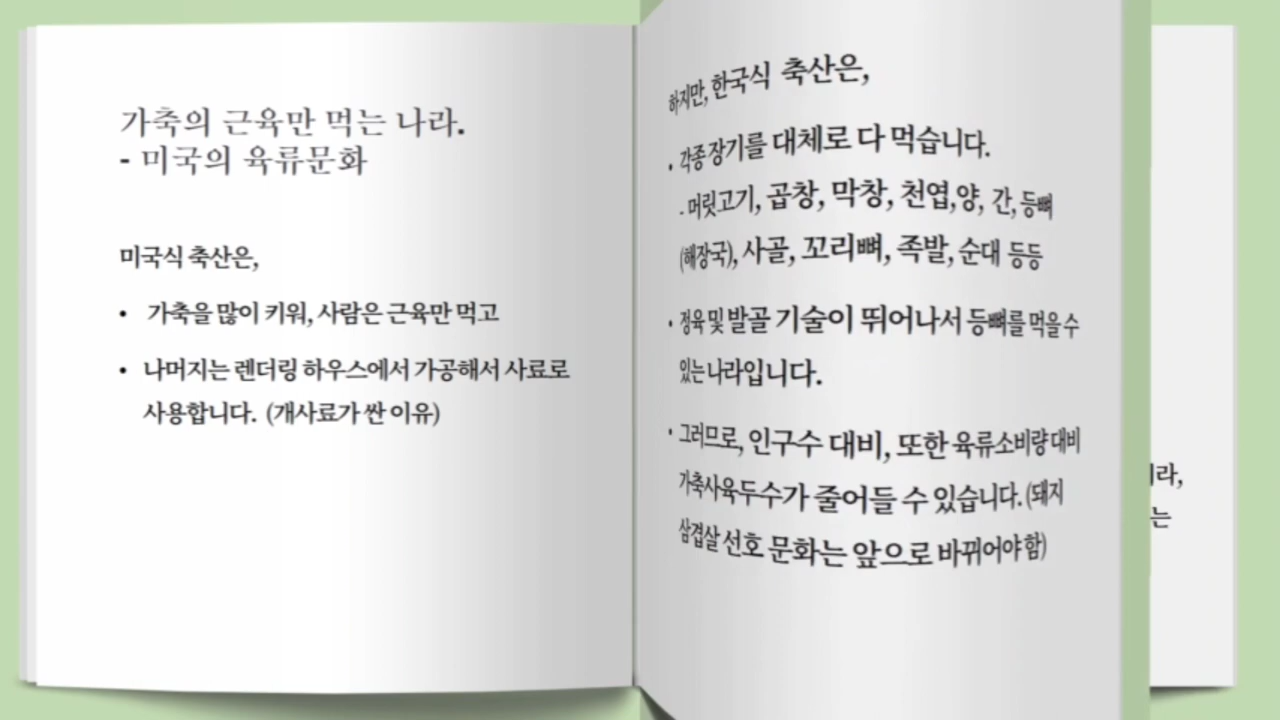 가축의 근육만 먹는 나라.
- 미국의 육류문화
미국식 축산은,
• 가축을 많이 키워, 사람은 근육만 먹고
• 나머지는 렌더링 하우스에서 가공해서 사료로
사용합니다. (개사료가 싼 이유)
하지만, 한국식 축산은,
• 각종 장기를 대체로 다 먹습니다.
- 머릿고기, 곱창, 막창, 천엽,양, 간, 등뼈
(해장국), 사골, 꼬리뼈, 족발, 순대 등등
• 정육 및 발골 기술이 뛰어나서 등뼈를 먹을 수
있는 나라입니다.
• 그러므로, 인구수 대비, 또한 육류소비량 대비
가축사육두수가 줄어들 수 있습니다. (돼지
삼겹살 선호 문화는 앞으로 바뀌어야 함)
라,
는